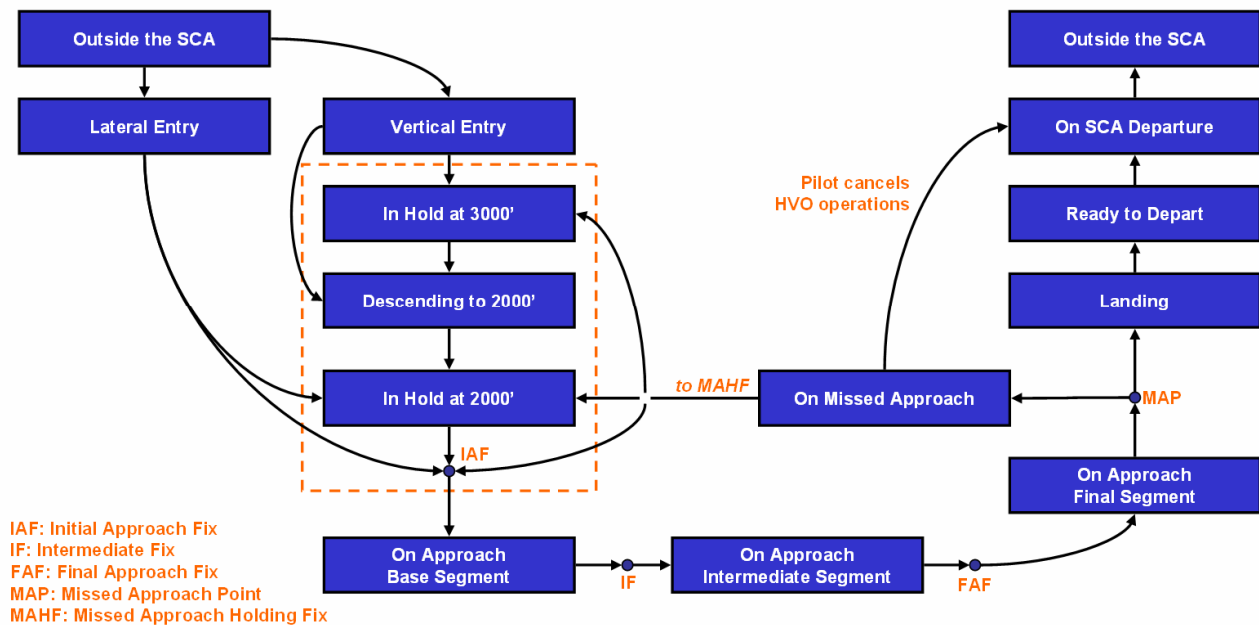 Outside the SCA
Lateral Entry
Vertical Entry
In Hold at 3000'
Descending to 2000'
In Hold at 2000'
IAF
On Approach
Base Segment
IF
On Approach
Intermediate Segment
FAF
On Approach
Final Segment
MAP
On Missed Approach
to MAHF
Pilot cancels
HVO operations
Landing
Ready to Depart
On SCA Departure
Outside the SCA
IAF: Initial Approach Fix
IF: Intermediate Fix
FAF: Final Approach Fix
MAP: Missed Approach Point
MAHF: Missed Approach Holding Fix